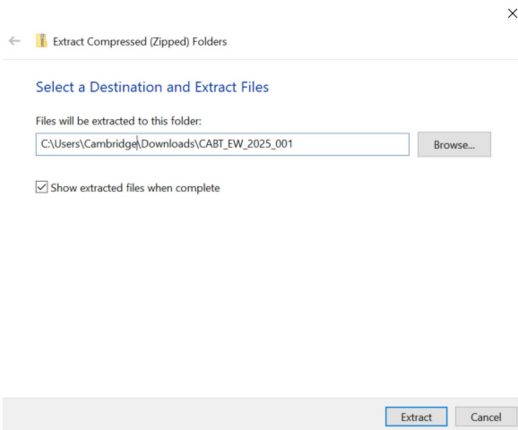 Extract Compressed (Zipped) Folders
Select a Destination and Extract Files
Files will be extracted to this folder:
C:\Users\Cambridge\Downloads\CABT_EW_2025_001
Browse...
Show extracted files when complete
Extract
Cancel